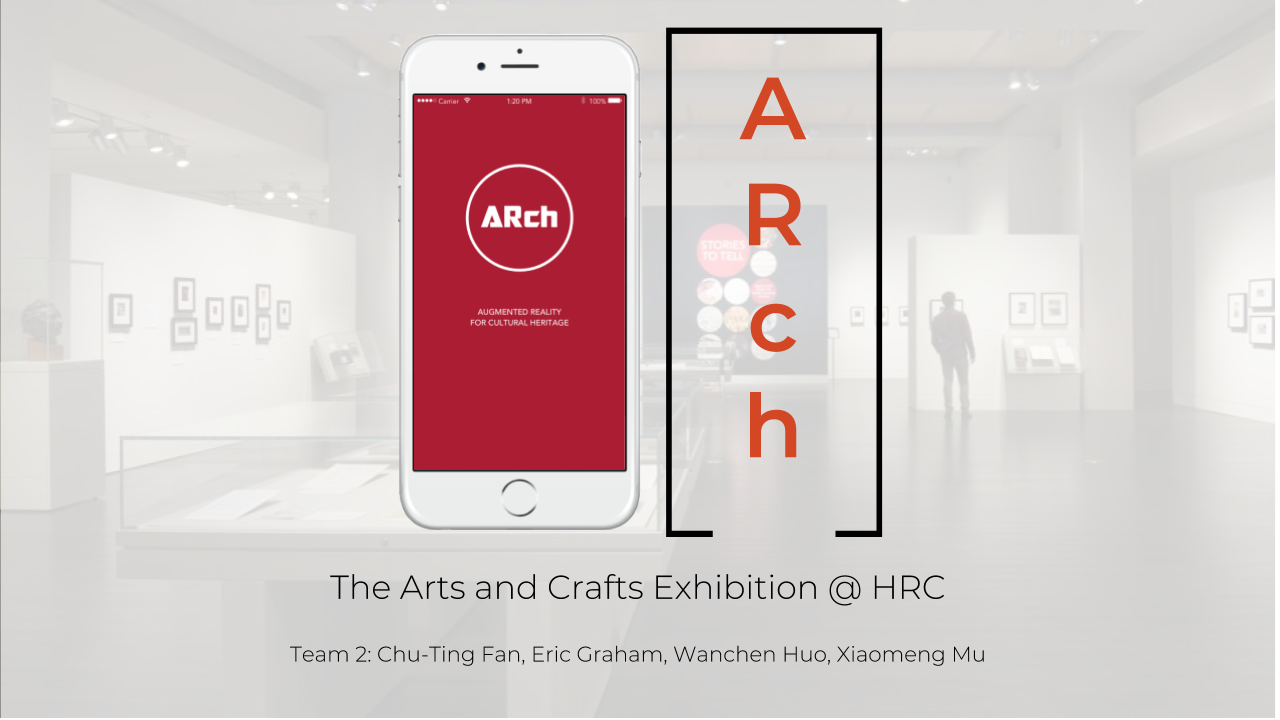 Carrier
1:20 PM
100%
ARch
AUGMENTED REALITY
FOR CULTURAL HERITAGE
A
R
c
h
STORIES
TO TELL
The Arts and Crafts Exhibition @ HRC
Team 2: Chu-Ting Fan, Eric Graham, Wanchen Huo, Xiaomeng Mu